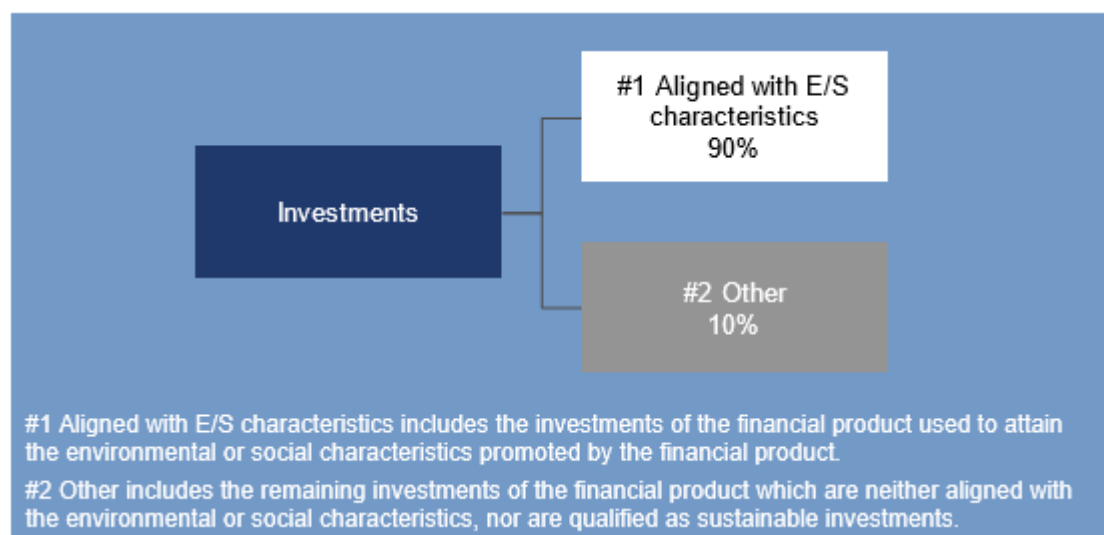 #1 Aligned with E/S
characteristics
90%
Investments
#2 Other
10%
#1 Aligned with E/S characteristics includes the investments of the financial product used to attain
the environmental or social characteristics promoted by the financial product.
#2 Other includes the remaining investments of the financial product which are neither aligned with
the environmental or social characteristics, nor are qualified as sustainable investments.